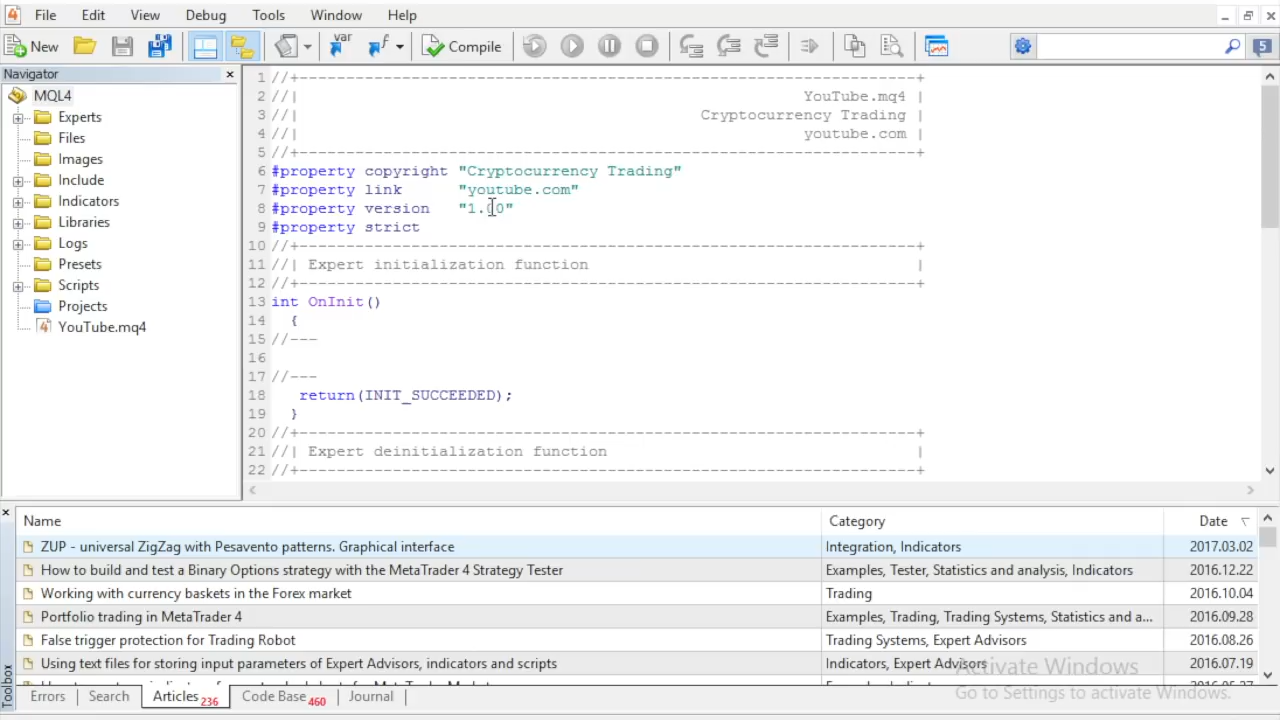 File Edit View Debug Tools Window Help
New var Compile 5
Navigator
MQL4
Experts
Files
Images
Include
Indicators
Libraries
Logs
Presets
Scripts
Projects
YouTube.mq4
1 //+------------------------------------------------------------------+
2 //| YouTube.mq4 |
3 //| Cryptocurrency Trading |
4 //| youtube.com |
5 //+------------------------------------------------------------------+
6 #property copyright "Cryptocurrency Trading"
7 #property link "youtube.com"
8 #property version "1.00"
9 #property strict
10 //+------------------------------------------------------------------+
11 //| Expert initialization function |
12 //+------------------------------------------------------------------+
13 int OnInit()
14 {
15 //---
16
17 //---
18 return(INIT_SUCCEEDED);
19 }
20 //+------------------------------------------------------------------+
21 //| Expert deinitialization function |
22 //+------------------------------------------------------------------+
Name Category Date
ZUP - universal ZigZag with Pesavento patterns. Graphical interface Integration, Indicators 2017.03.02
How to build and test a Binary Options strategy with the MetaTrader 4 Strategy Tester Examples, Tester, Statistics and analysis, Indicators 2016.12.22
Working with currency baskets in the Forex market Trading 2016.10.04
Portfolio trading in MetaTrader 4 Examples, Trading, Trading Systems, Statistics and a... 2016.09.28
False trigger protection for Trading Robot Trading Systems, Expert Advisors 2016.08.26
Using text files for storing input parameters of Expert Advisors, indicators and scripts Indicators, Expert Advisors 2016.07.19
Toolbox
Errors Search Articles 236 Code Base 460 Journal
Activate Windows
Go to Settings to activate Windows.